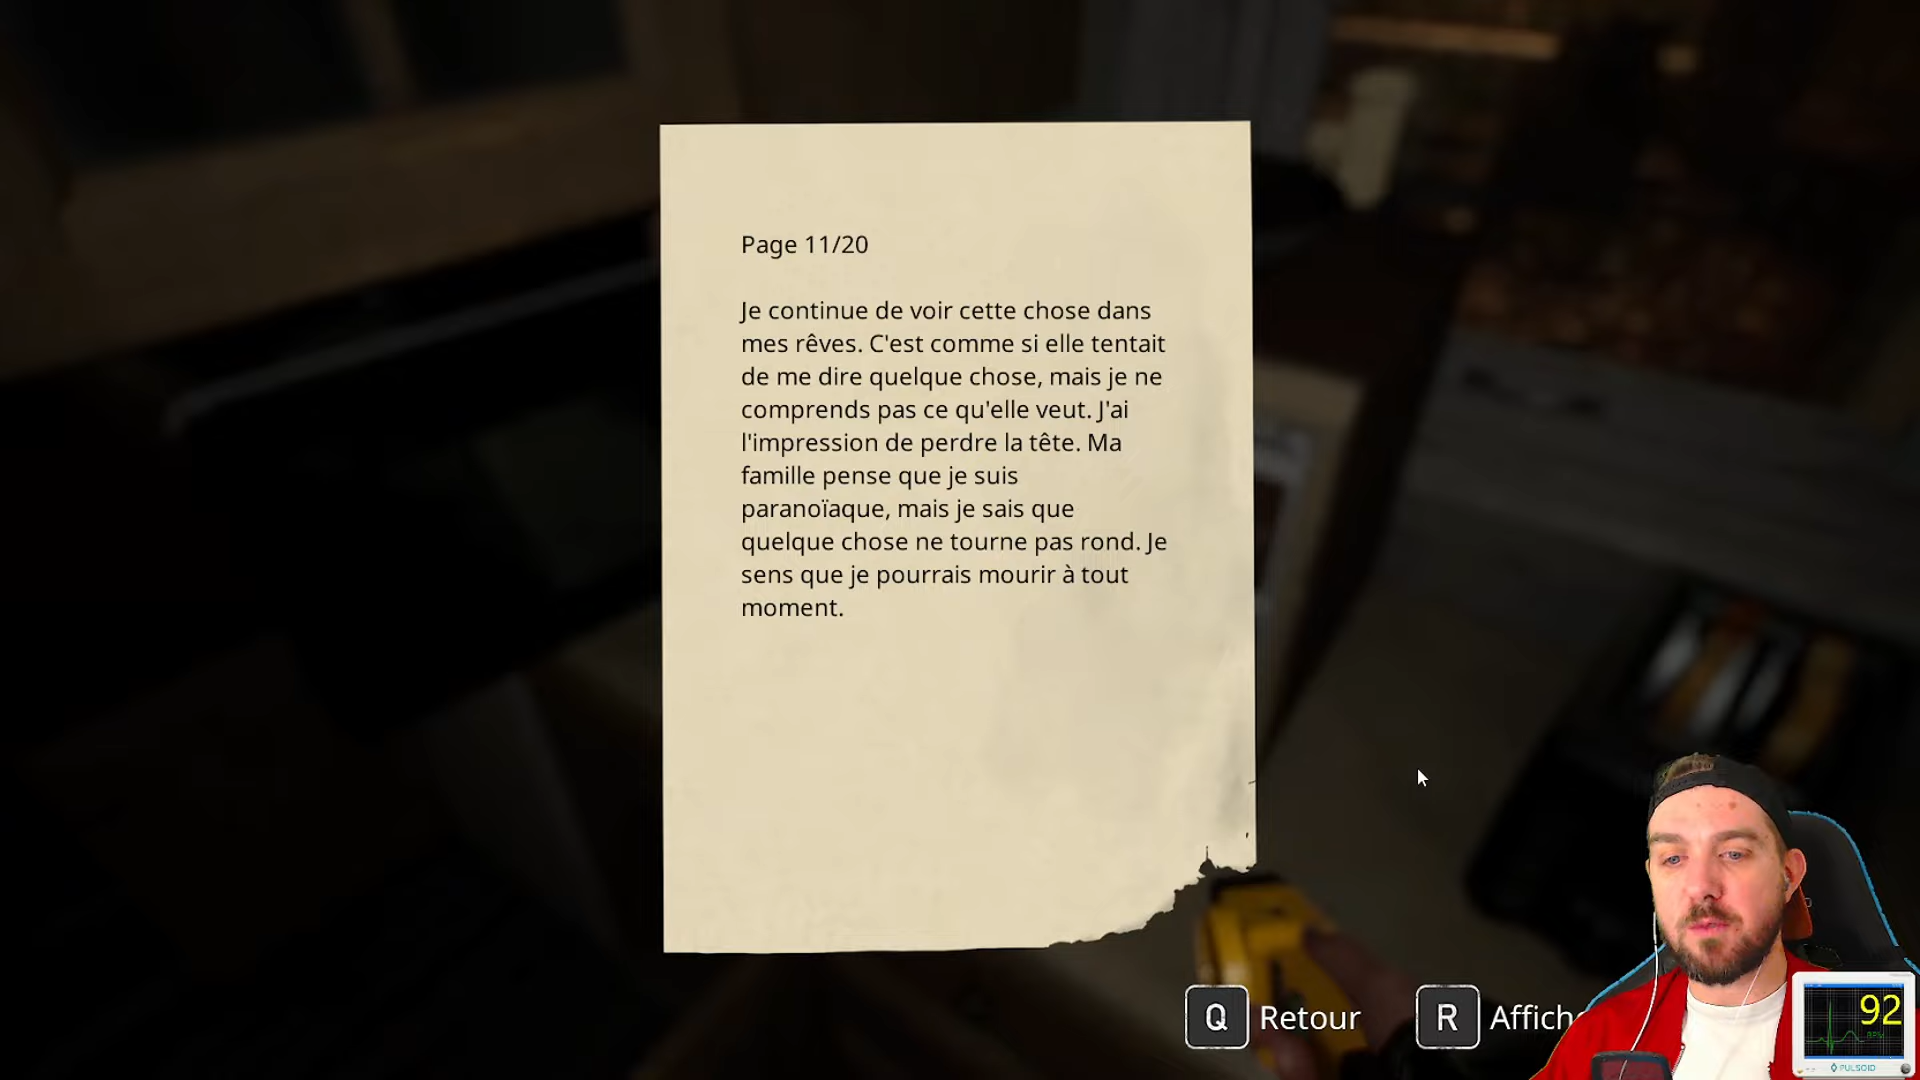 Page 11/20
Je continue de voir cette chose dans
mes rêves. C'est comme si elle tentait
de me dire quelque chose, mais je ne
comprends pas ce qu'elle veut. J'ai
l'impression de perdre la tête. Ma
famille pense que je suis
paranoïaque, mais je sais que
quelque chose ne tourne pas rond. Je
sens que je pourrais mourir à tout
moment.
Q Retour
R Affich
92
PULSOID